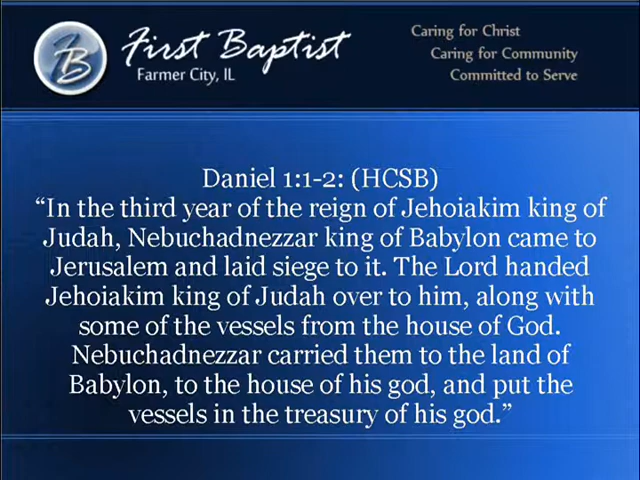 First Baptist
Farmer City, IL
Caring for Christ
Caring for Community
Committed to Serve
Daniel 1:1-2: (HCSB)
“In the third year of the reign of Jehoiakim king of
Judah, Nebuchadnezzar king of Babylon came to
Jerusalem and laid siege to it. The Lord handed
Jehoiakim king of Judah over to him, along with
some of the vessels from the house of God.
Nebuchadnezzar carried them to the land of
Babylon, to the house of his god, and put the
vessels in the treasury of his god.”